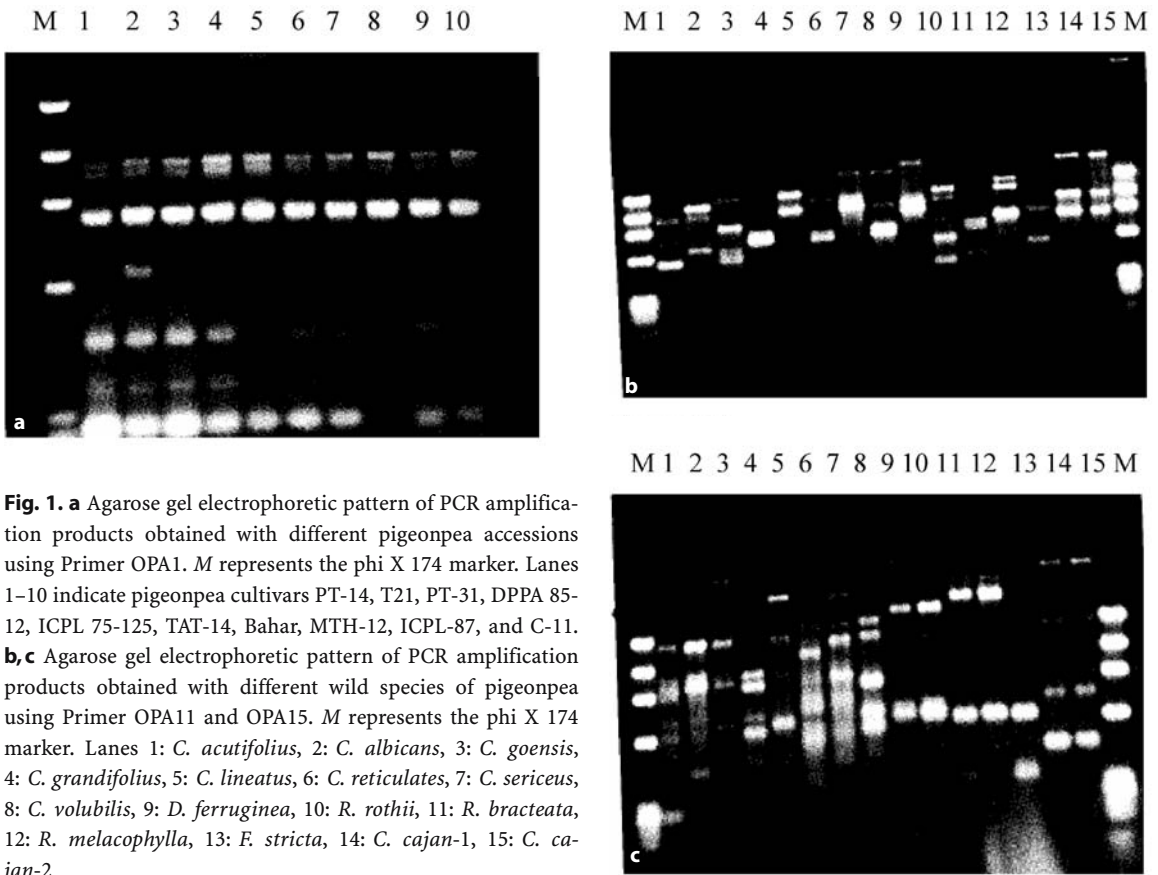 M 1 2 3 4 5 6 7 8 9 10
a
M 1 2 3 4 5 6 7 8 9 10 11 12 13 14 15 M
b
Fig. 1. a Agarose gel electrophoretic pattern of PCR amplifica-
tion products obtained with different pigeonpea accessions
using Primer OPA1. M represents the phi X 174 marker. Lanes
1–10 indicate pigeonpea cultivars PT-14, T21, PT-31, DPPA 85-
12, ICPL 75-125, TAT-14, Bahar, MTH-12, ICPL-87, and C-11.
b,c Agarose gel electrophoretic pattern of PCR amplification
products obtained with different wild species of pigeonpea
using Primer OPA11 and OPA15. M represents the phi X 174
marker. Lanes 1: C. acutifolius, 2: C. albicans, 3: C. goensis,
4: C. grandifolius, 5: C. lineatus, 6: C. reticulates, 7: C. sericeus,
8: C. volubilis, 9: D. ferruginea, 10: R. rothii, 11: R. bracteata,
12: R. melacophylla, 13: F. stricta, 14: C. cajan-1, 15: C. ca-
jan-2
M 1 2 3 4 5 6 7 8 9 10 11 12 13 14 15 M
c